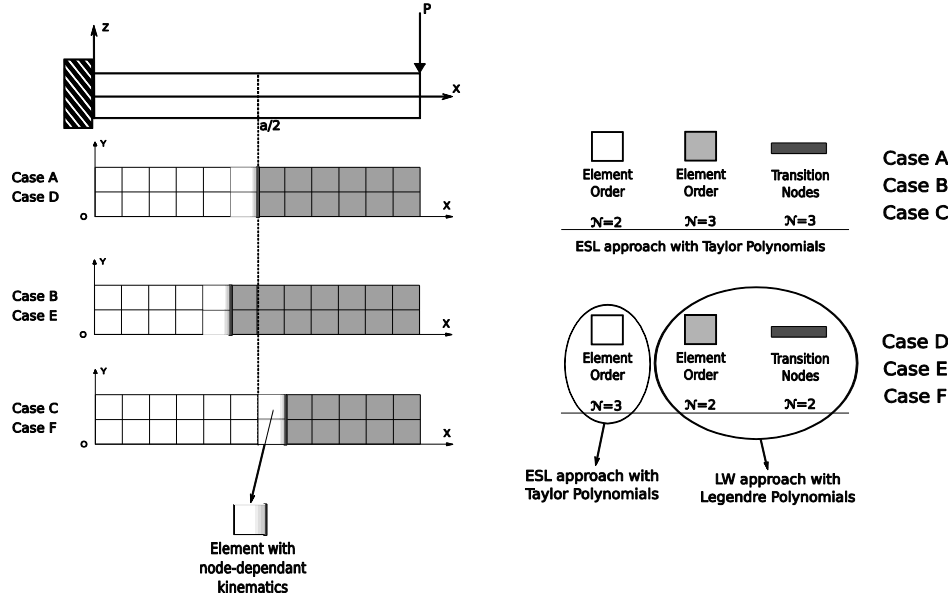 Z
P
X
a/2
Y
Case A
Case D
X
O
Y
Case B
Case E
X
O
Y
Case C
Case F
X
O
Element with
node-dependant
kinematics
Element
Order
𝒩=2
Element
Order
𝒩=3
Transition
Nodes
𝒩=3
ESL approach with Taylor Polynomials
Case A
Case B
Case C
Element
Order
𝒩=3
Element
Order
𝒩=2
Transition
Nodes
𝒩=2
Case D
Case E
Case F
ESL approach with
Taylor Polynomials
LW approach with
Legendre Polynomials